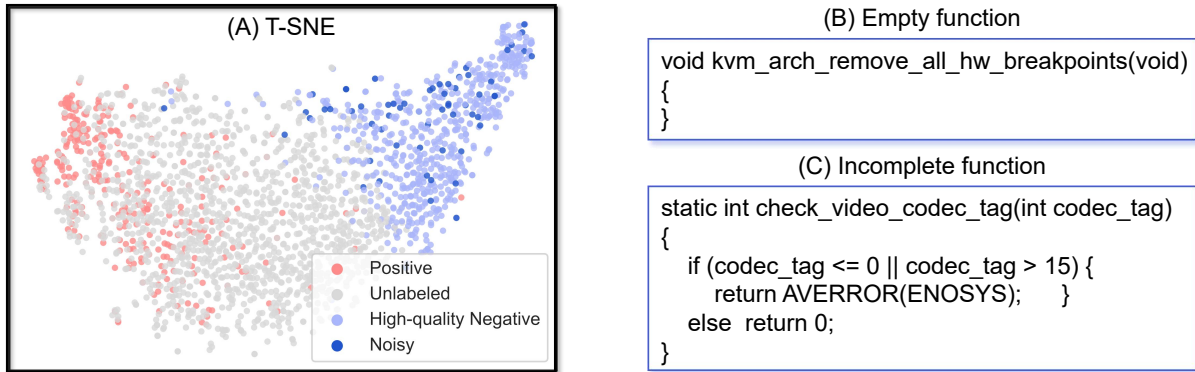 (A) T-SNE
Positive
Unlabeled
High-quality Negative
Noisy
(B) Empty function
void kvm_arch_remove_all_hw_breakpoints(void)
{
}
(C) Incomplete function
static int check_video_codec_tag(int codec_tag)
{
if (codec_tag <= 0 || codec_tag > 15) {
return AVERROR(ENOSYS); }
else return 0;
}